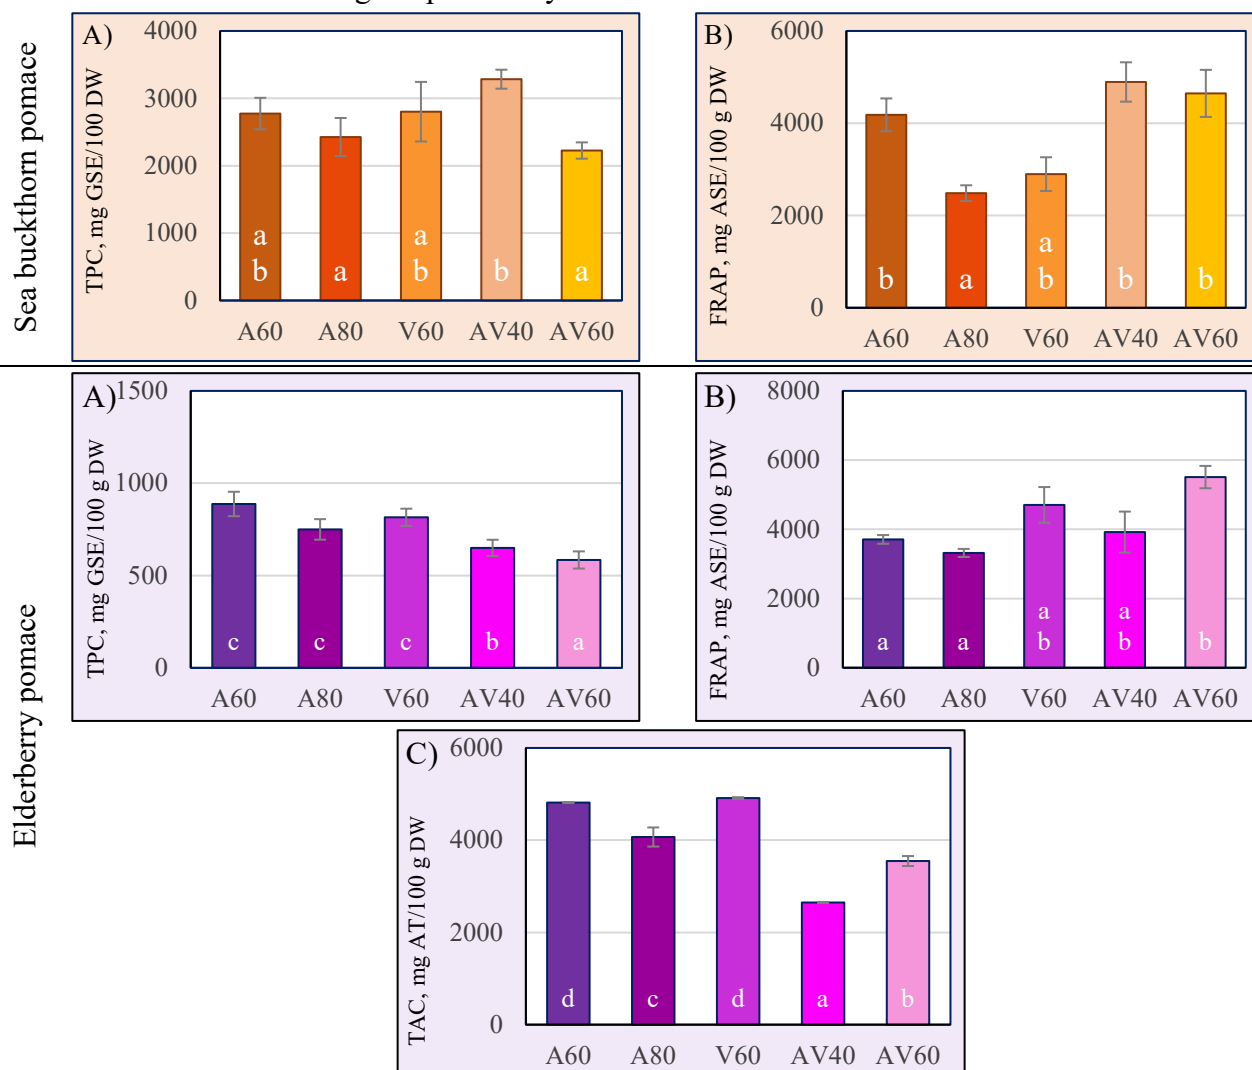 Sea buckthorn pomace
A)
TPC, mg GSE/100 DW
4000
3000
2000
1000
0
a
b
a
a
b
b
a
A60 A80 V60 AV40 AV60
B)
FRAP, mg ASE/100 g DW
6000
4000
2000
0
b
a
a
b
b
b
A60 A80 V60 AV40 AV60
Elderberry pomace
A)
TPC, mg GSE/100 g DW
1500
1000
500
0
c c c b a
A60 A80 V60 AV40 AV60
B)
FRAP, mg ASE/100 g DW
8000
6000
4000
2000
0
a
a
a
b
a
b
b
A60 A80 V60 AV40 AV60
C)
TAC, mg AT/100 g DW
6000
4000
2000
0
d c d a b
A60 A80 V60 AV40 AV60